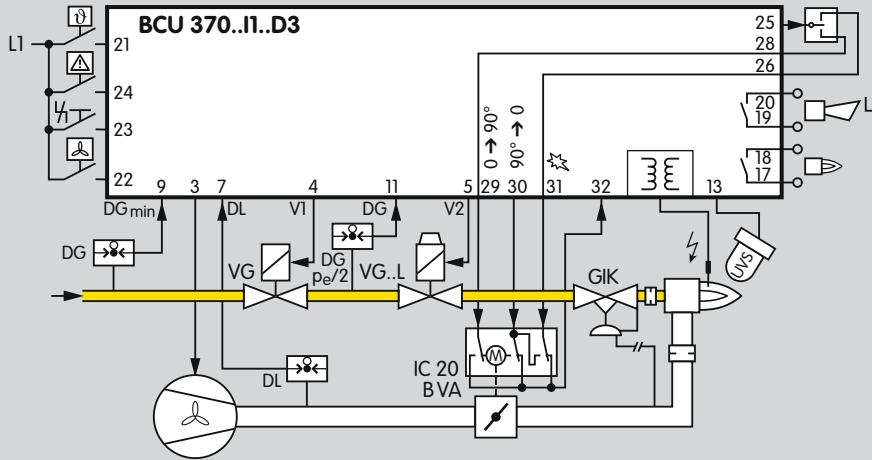 BCU 370..I1..D3
L1
ϑ
21
24
23
22
25
28
26
20
19
L
18
17
0 → 90°
90° → 0
9
3
7
4
11
5
29
30
31
32
13
DGmin
DL
V1
DG
V2
DG
VG
DG
pe/2
VG..L
GIK
UVS
M
IC 20
BVA
DL